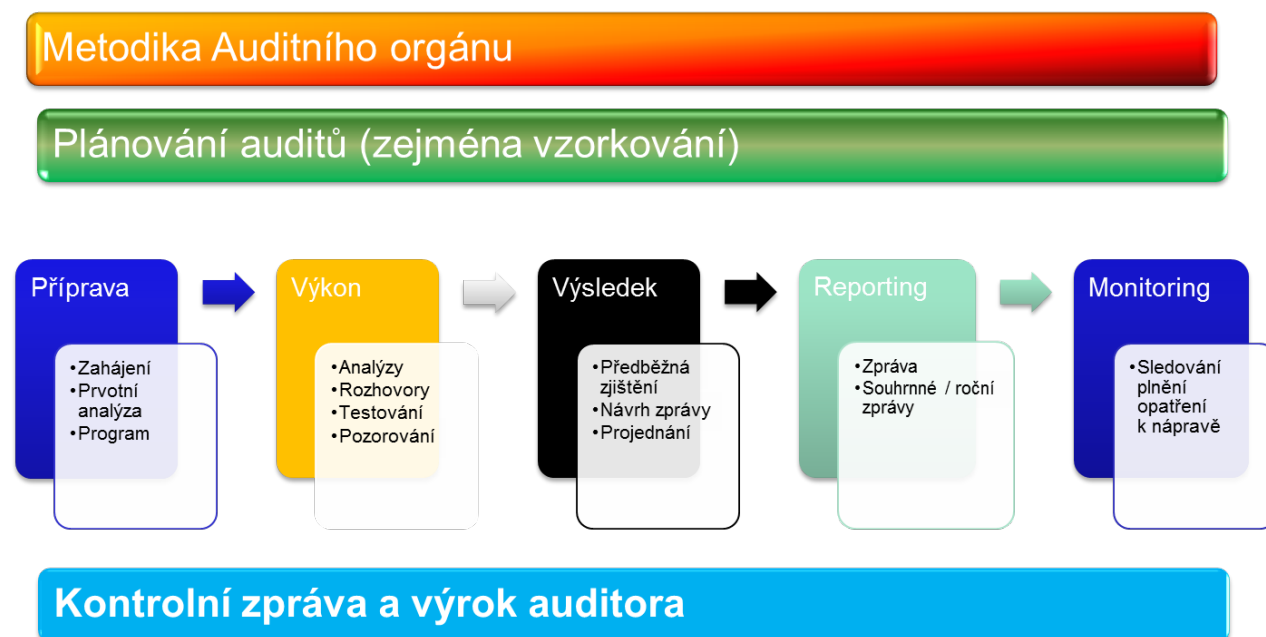 Metodika Auditního orgánu
Plánování auditů (zejména vzorkování)
Příprava
•Zahájení
•Prvotní
analýza
•Program
Výkon
•Analýzy
•Rozhovory
•Testování
•Pozorování
Výsledek
•Předběžná
zjištění
•Návrh zprávy
•Projednání
Reporting
•Zpráva
•Souhrnné / roční
zprávy
Monitoring
•Sledování
plnění
opatření
k nápravě
Kontrolní zpráva a výrok auditora